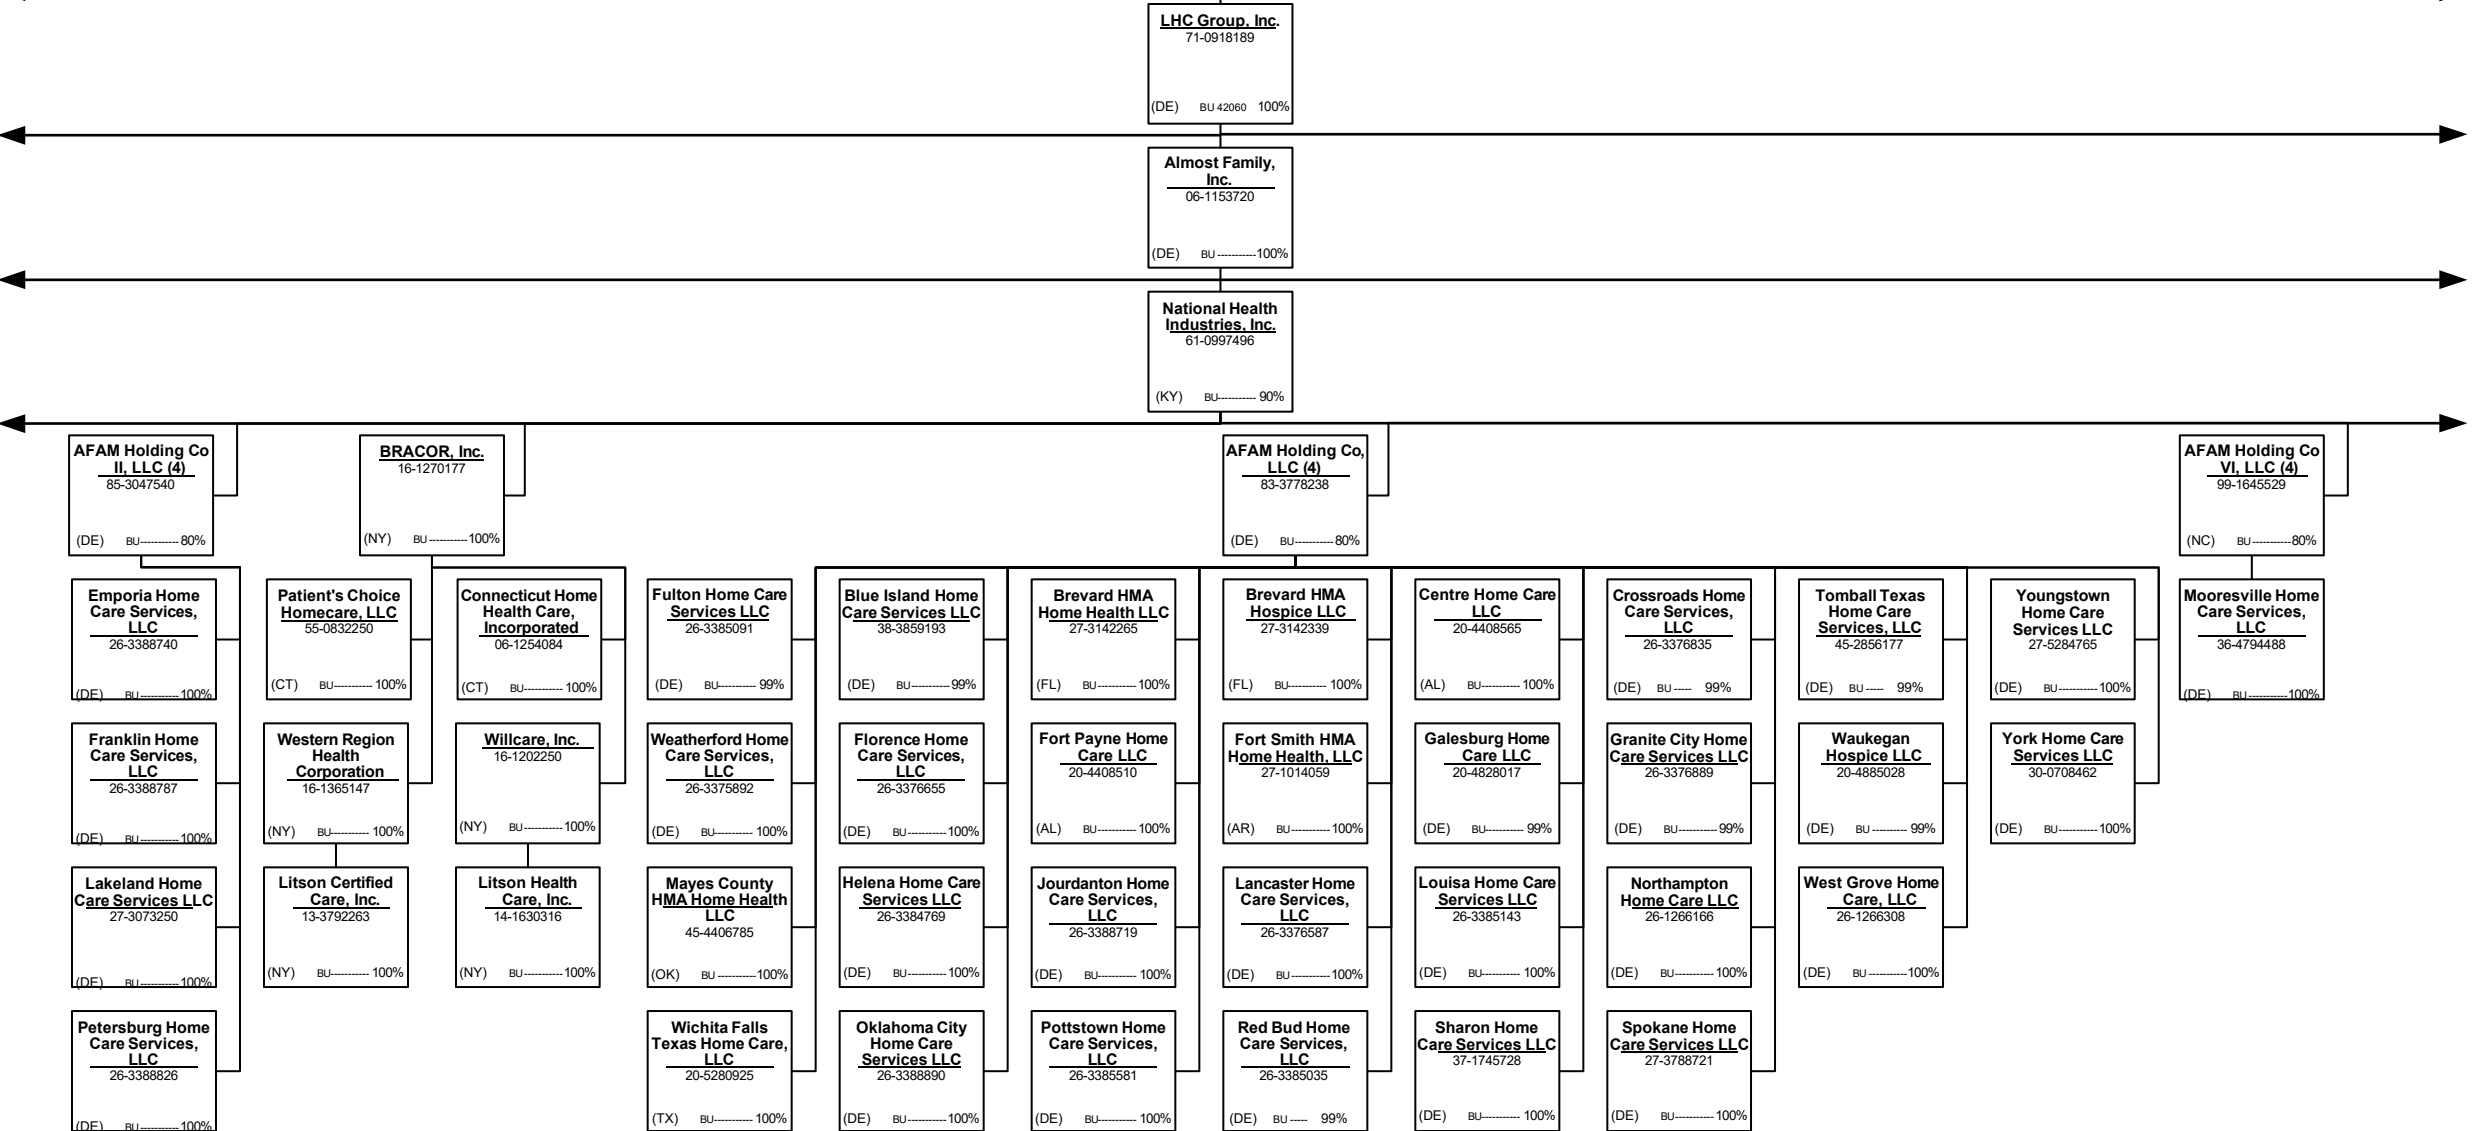 LHC Group, Inc.
71-0918189
(DE) BU 42060 100%
Almost Family,
Inc.
06-1153720
(DE) BU -----------100%
National Health
Industries, Inc.
61-0997496
(KY) BU----------- 90%
AFAM Holding Co
II, LLC (4)
85-3047540
(DE) BU----------- 80%
BRACOR, Inc.
16-1270177
(NY) BU -----------100%
AFAM Holding Co,
LLC (4)
83-3778238
(DE) BU-----------80%
AFAM Holding Co
VI, LLC (4)
99-1645529
(NC) BU -----------80%
Emporia Home
Care Services,
LLC
26-3388740
(DE) BU ----------- 100%
Patient's Choice
Homecare, LLC
55-0832250
(CT) BU----------- 100%
Connecticut Home
Health Care,
Incorporated
06-1254084
(CT) BU----------- 100%
Fulton Home Care
Services LLC
26-3385091
(DE) BU----------- 99%
Blue Island Home
Care Services LLC
38-3859193
(DE) BU-----------99%
Brevard HMA
Home Health LLC
27-3142265
(FL) BU-----------100%
Brevard HMA
Hospice LLC
27-3142339
(FL) BU----------- 100%
Centre Home Care
LLC
20-4408565
(AL) BU----------- 100%
Crossroads Home
Care Services,
LLC
26-3376835
(DE) BU ----- 99%
Tomball Texas
Home Care
Services, LLC
45-2856177
(DE) BU ----- 99%
Youngstown
Home Care
Services LLC
27-5284765
(DE) BU -----------100%
Mooresville Home
Care Services,
LLC
36-4794488
(DE) BU -----------100%
Franklin Home
Care Services,
LLC
26-3388787
(DE) BU ----------- 100%
Western Region
Health
Corporation
16-1365147
(NY) BU----------- 100%
Willcare, Inc.
16-1202250
(NY) BU-----------100%
Weatherford Home
Care Services,
LLC
26-3375892
(DE) BU----------- 100%
Florence Home
Care Services,
LLC
26-3376655
(DE) BU-----------100%
Fort Payne Home
Care LLC
20-4408510
(AL) BU-----------100%
Fort Smith HMA
Home Health, LLC
27-1014059
(AR) BU-----------100%
Galesburg Home
Care LLC
20-4828017
(DE) BU----------- 99%
Granite City Home
Care Services LLC
26-3376889
(DE) BU-----------99%
Waukegan
Hospice LLC
20-4885028
(DE) BU ----------- 99%
York Home Care
Services LLC
30-0708462
(DE) BU -----------100%
Lakeland Home
Care Services LLC
27-3073250
(DE) BU ----------- 100%
Litson Certified
Care, Inc.
13-3792263
(NY) BU----------- 100%
Litson Health
Care, Inc.
14-1630316
(NY) BU-----------100%
Mayes County
HMA Home Health
LLC
45-4406785
(OK) BU -----------100%
Helena Home Care
Services LLC
26-3384769
(DE) BU-----------100%
Jourdanton Home
Care Services,
LLC
26-3388719
(DE) BU----------- 100%
Lancaster Home
Care Services,
LLC
26-3376587
(DE) BU -----------100%
Louisa Home Care
Services LLC
26-3385143
(DE) BU----------- 100%
Northampton
Home Care LLC
26-1266166
(DE) BU-----------100%
West Grove Home
Care, LLC
26-1266308
(DE) BU -----------100%
Petersburg Home
Care Services,
LLC
26-3388826
(DE) BU ----------- 100%
Wichita Falls
Texas Home Care,
LLC
20-5280925
(TX) BU----------- 100%
Oklahoma City
Home Care
Services LLC
26-3388890
(DE) BU-----------100%
Pottstown Home
Care Services,
LLC
26-3385581
(DE) BU----------- 100%
Red Bud Home
Care Services,
LLC
26-3385035
(DE) BU ----- 99%
Sharon Home
Care Services LLC
37-1745728
(DE) BU----------- 100%
Spokane Home
Care Services LLC
27-3788721
(DE) BU-----------100%